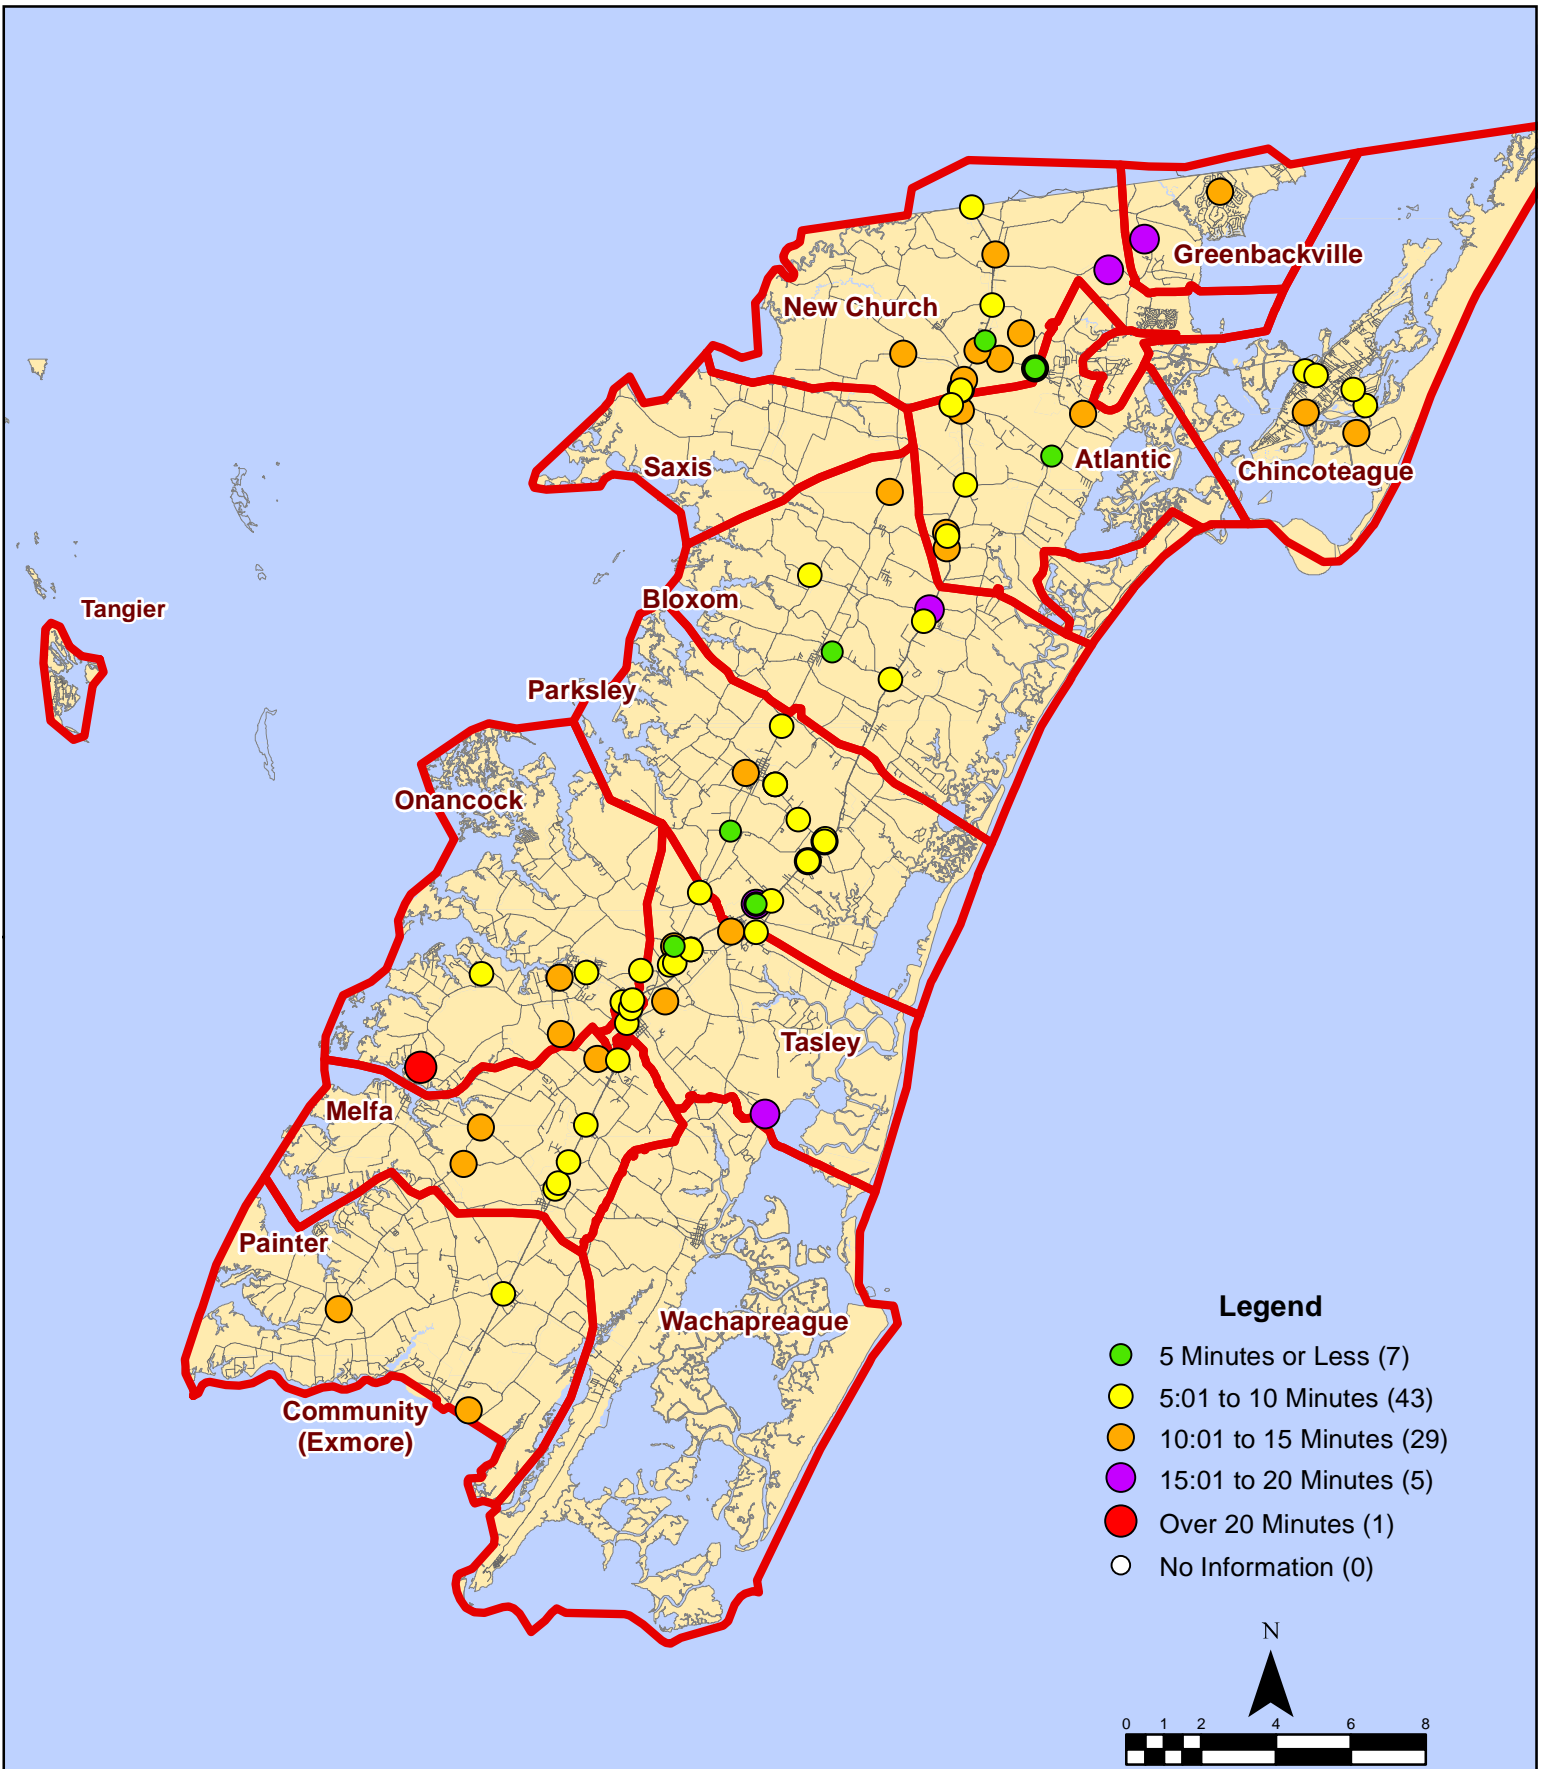 Greenbackville
New Church
Saxis
Atlantic
Chincoteague
Bloxom
Tangier
Parksley
Onancock
Tasley
Melfa
Painter
Wachapreague
Community
(Exmore)
Legend
5 Minutes or Less (7)
5:01 to 10 Minutes (43)
10:01 to 15 Minutes (29)
15:01 to 20 Minutes (5)
Over 20 Minutes (1)
No Information (0)
N
0 1 2 4 6 8